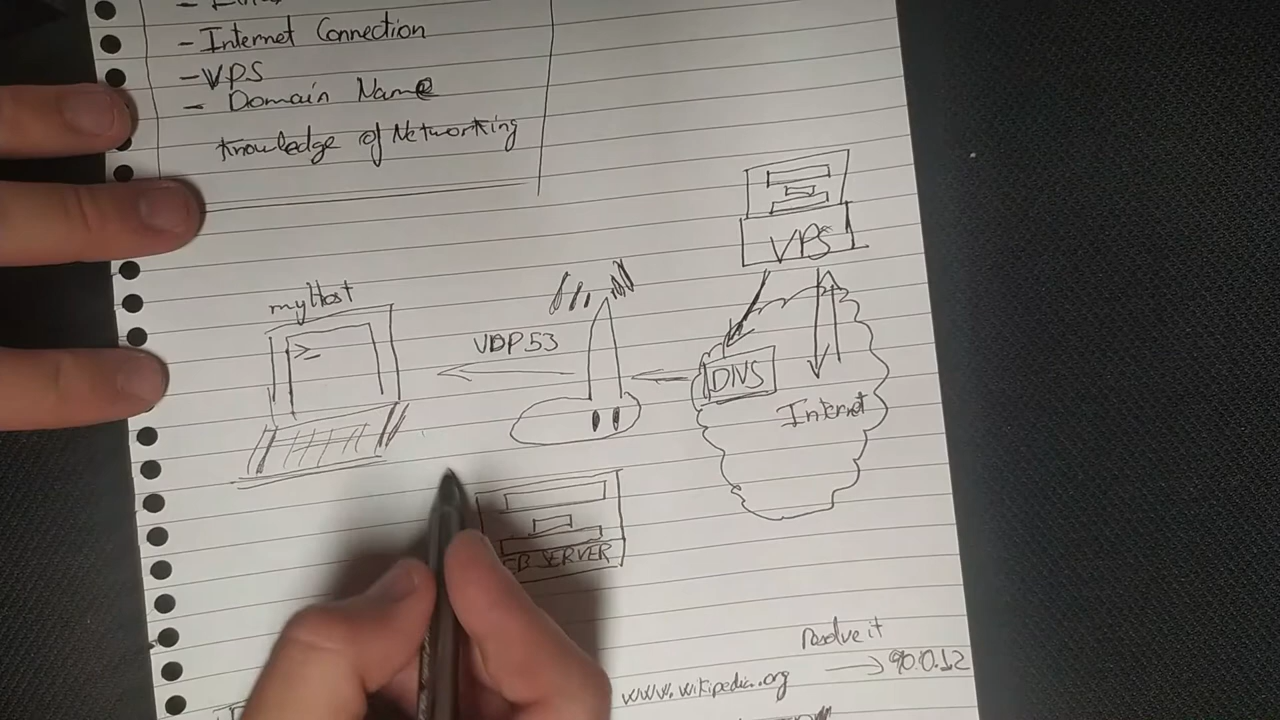 - Internet Connection
- VPS
- Domain Name
Knowledge of Networking
VPS
myHost
>_
UDP 53
DNS
Internet
EB SERVER
Resolve it
www.wikipedia..org → 90.0.12